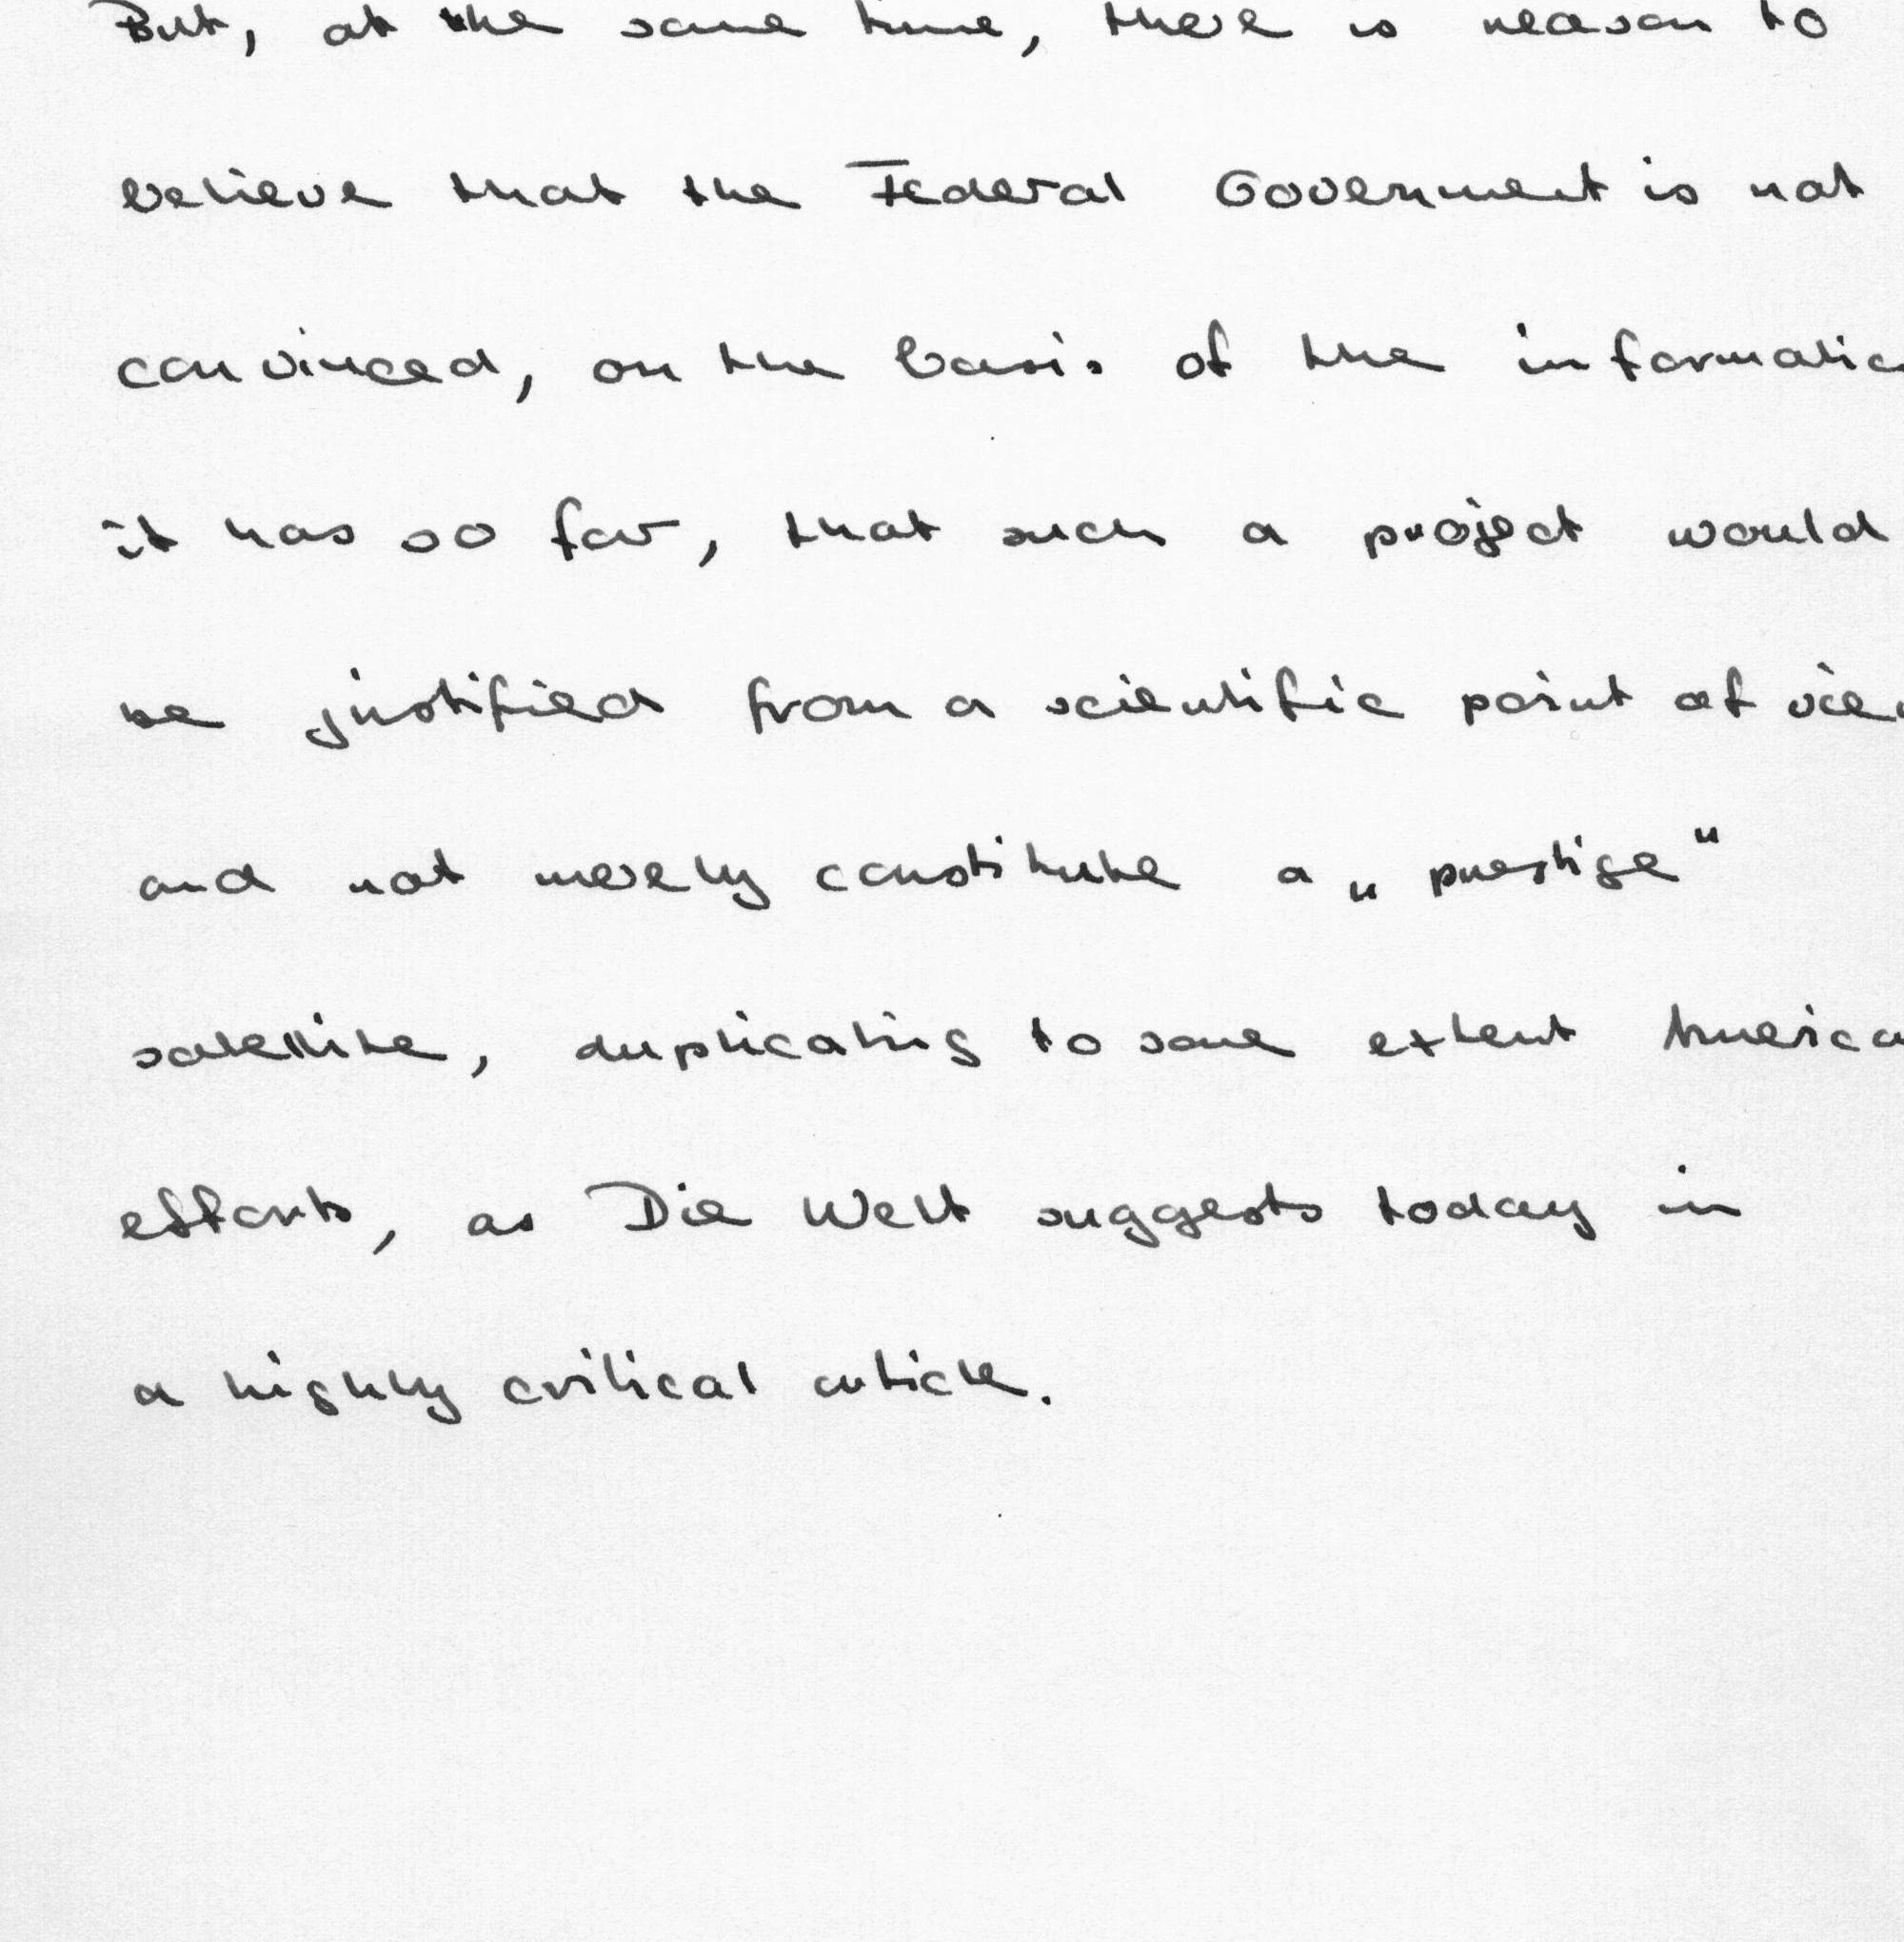 But, at the same time, there is reason to
believe that the Federal Government is not
convinced, on the basis of the informatio
it has so far, that such a project would
be justified from a scientific point of vie
and not merely constitute a „ prestige "
satellite, duplicating to some extent America
efforts, as Die Welt suggests today in
a highly critical article.